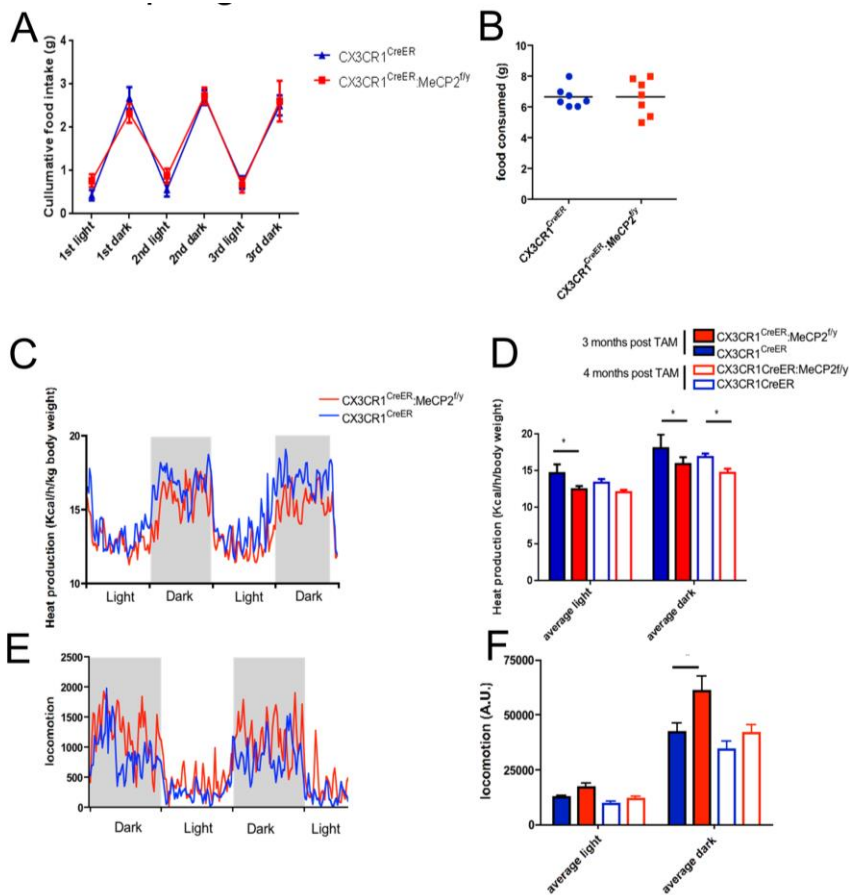 A
Cullumative food intake (g)
4
3
2
1
0
1st light
1st dark
2nd light
2nd dark
3rd light
3rd dark
CX3CR1CreER
CX3CR1CreER:MeCP2f/y
B
food consumed (g)
10
8
6
4
2
0
CX3CR1CreER
CX3CR1CreER:MeCP2f/y
C
Heat production (Kcal/h/kg body weight)
CX3CR1CreER:MeCP2f/y
CX3CR1CreER
20
15
10
Light
Dark
Light
Dark
D
3 months post TAM
CX3CR1CreER:MeCP2f/y
CX3CR1CreER
4 months post TAM
CX3CR1CreER:MeCP2f/y
CX3CR1CreER
Heat production (Kcal/h/body weight)
20
15
10
5
0
*
*
*
average light
average dark
E
locomotion
2500
2000
1500
1000
500
0
Dark
Light
Dark
Light
F
locomotion (A.U.)
75000
50000
25000
0
average light
average dark